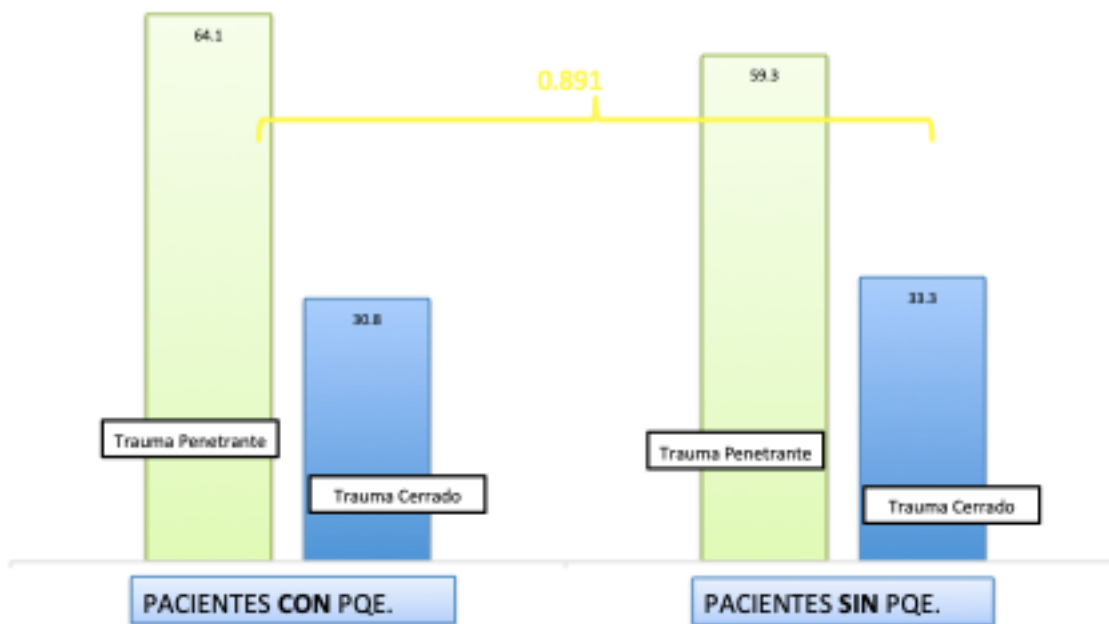 64.1
0.891
59.3
30.8
33.3
Trauma Penetrante
Trauma Penetrante
Trauma Cerrado
Trauma Cerrado
PACIENTES CON PQE.
PACIENTES SIN PQE.